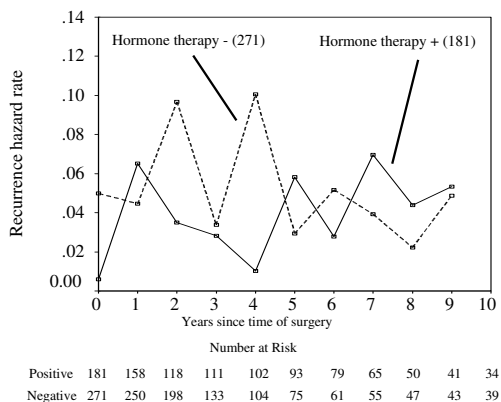 .14
Hormone therapy - (271)
Hormone therapy + (181)
.12
.10
.08
.06
.04
.02
0.00
Recurrence hazard rate
0 1 2 3 4 5 6 7 8 9 10
Years since time of surgery
Number at Risk
Positive 181 158 118 111 102 93 79 65 50 41 34
Negative 271 250 198 133 104 75 61 55 47 43 39